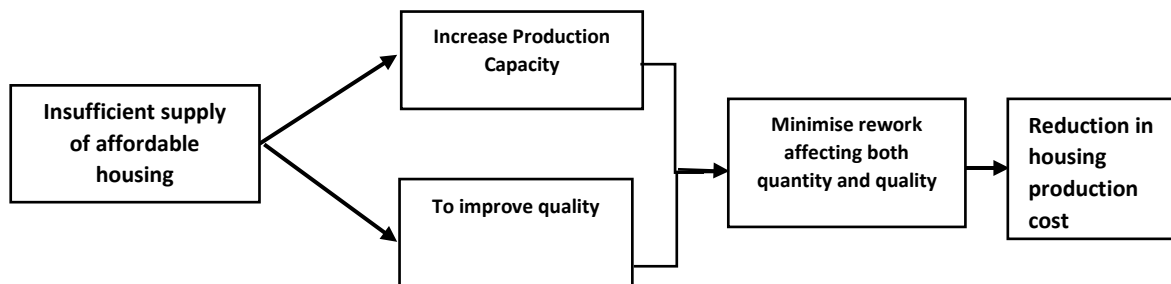 Insufficient supply
of affordable
housing
Increase Production
Capacity
To improve quality
Minimise rework
affecting both
quantity and quality
Reduction in
housing
production
cost